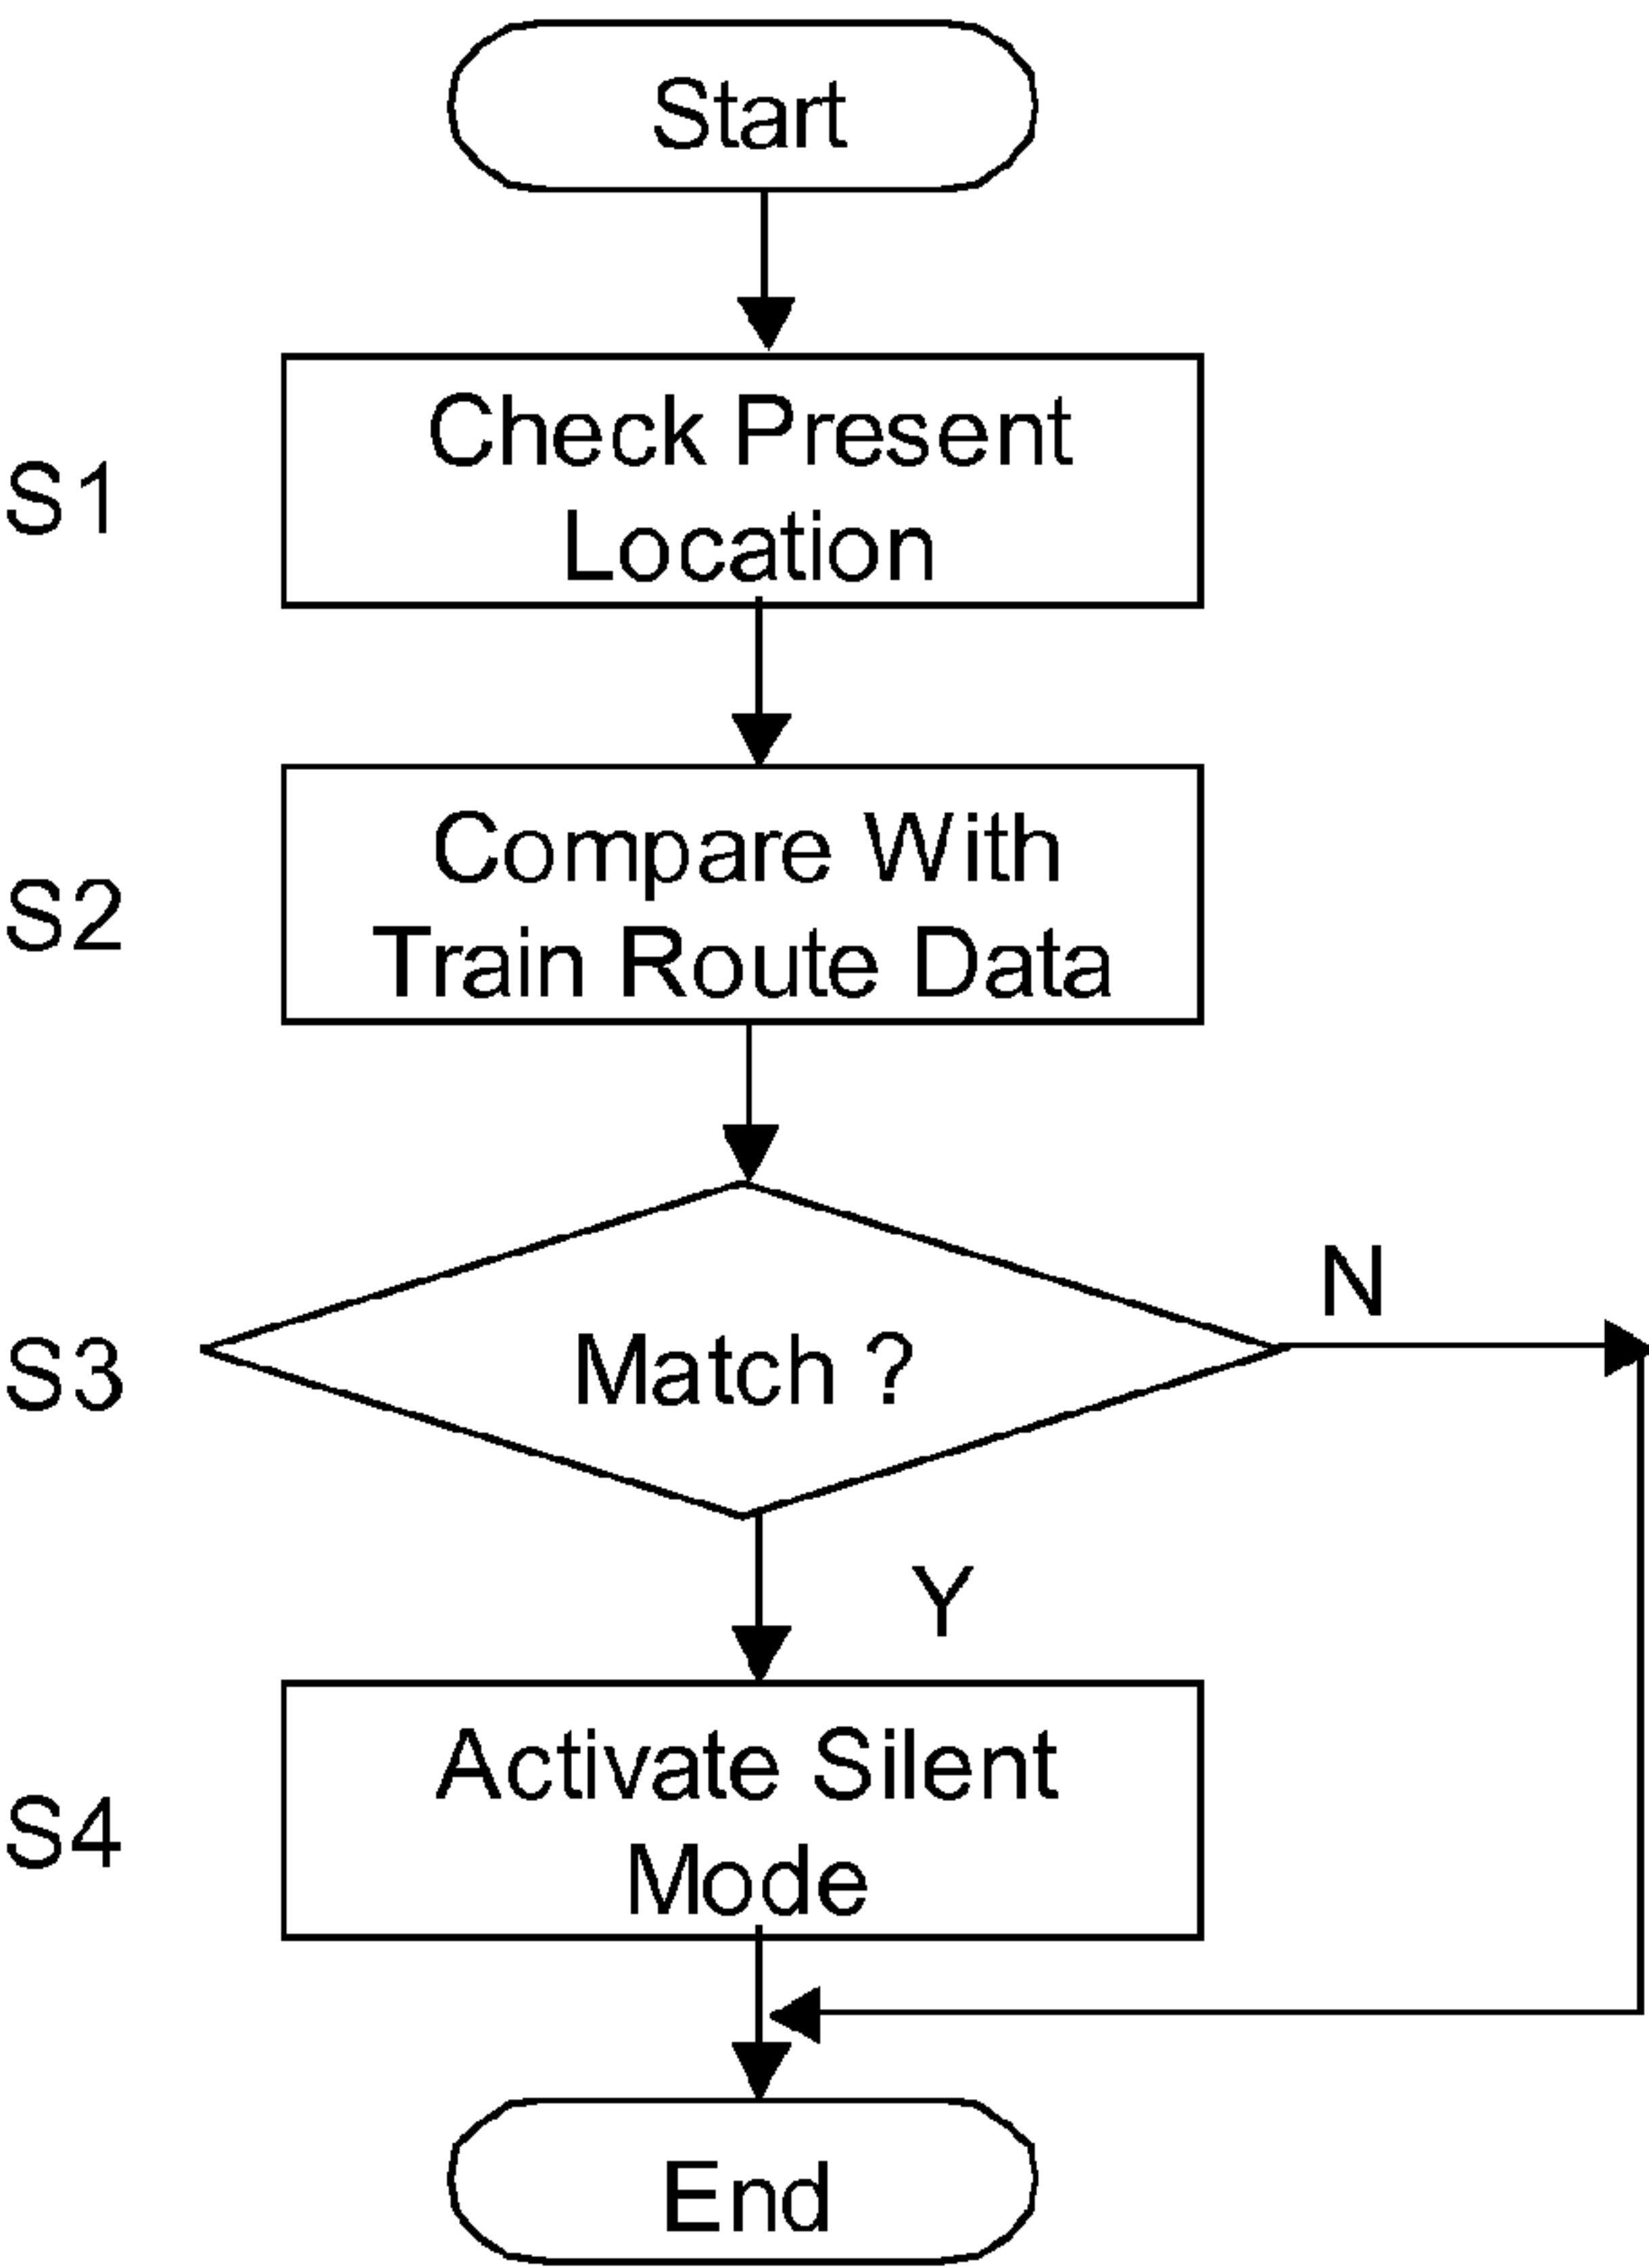 Start
S1
Check Present
Location
S2
Compare With
Train Route Data
S3
Match ?
N
Y
S4
Activate Silent
Mode
End